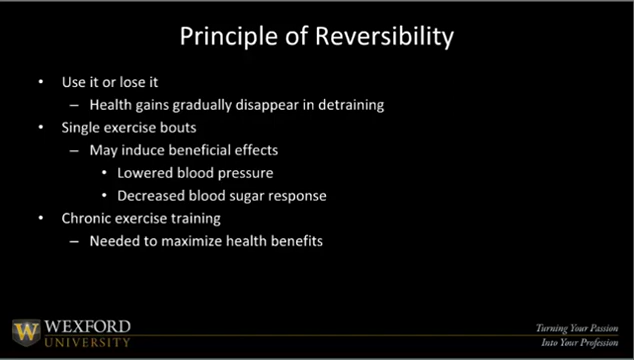 Principle of Reversibility
• Use it or lose it
– Health gains gradually disappear in detraining
• Single exercise bouts
– May induce beneficial effects
• Lowered blood pressure
• Decreased blood sugar response
• Chronic exercise training
– Needed to maximize health benefits
W WEXFORD
UNIVERSITY
Turning Your Passion
Into Your Profession